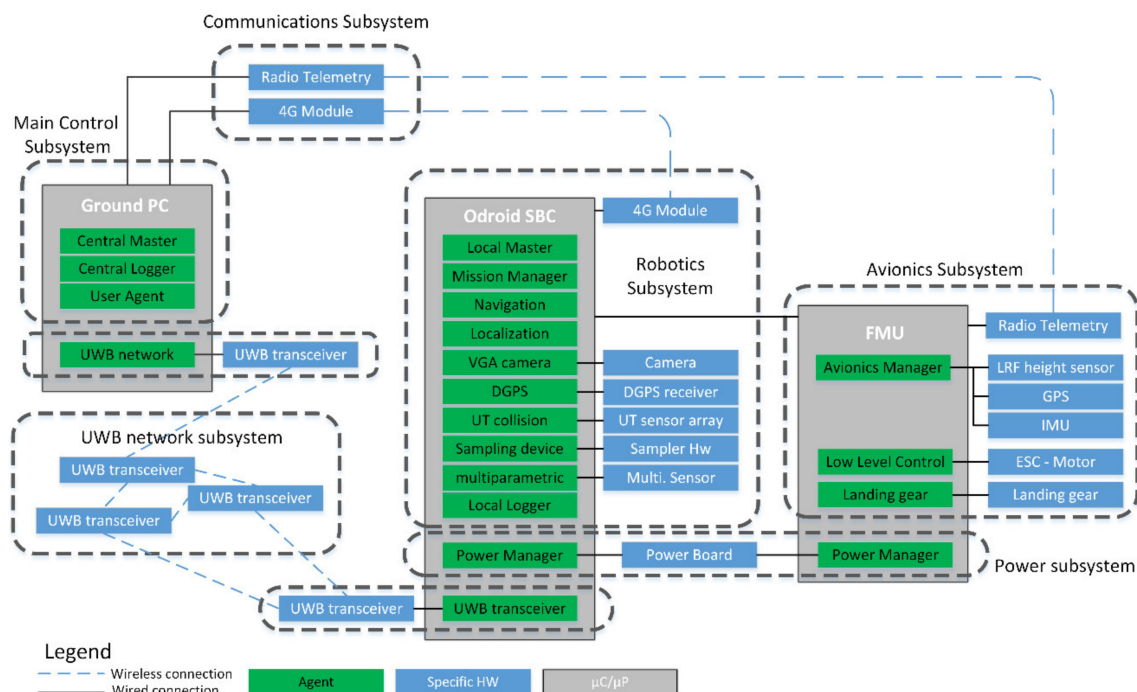 Communications Subsystem
Radio Telemetry
4G Module
Main Control
Subsystem
Ground PC
Central Master
Central Logger
User Agent
UWB network
UWB transceiver
UWB network subsystem
UWB transceiver
UWB transceiver
UWB transceiver
Odroid SBC
4G Module
Local Master
Mission Manager
Navigation
Localization
VGA camera
DGPS
UT collision
Sampling device
multiparametric
Local Logger
Robotics
Subsystem
Camera
DGPS receiver
UT sensor array
Sampler Hw
Multi. Sensor
Avionics Subsystem
FMU
Radio Telemetry
Avionics Manager
LRF height sensor
GPS
IMU
Low Level Control
ESC - Motor
Landing gear
Landing gear
Power Manager
Power Board
Power Manager
Power subsystem
UWB transceiver
UWB transceiver
Legend
Wireless connection
Wired connection
Agent
Specific HW
µC/µP